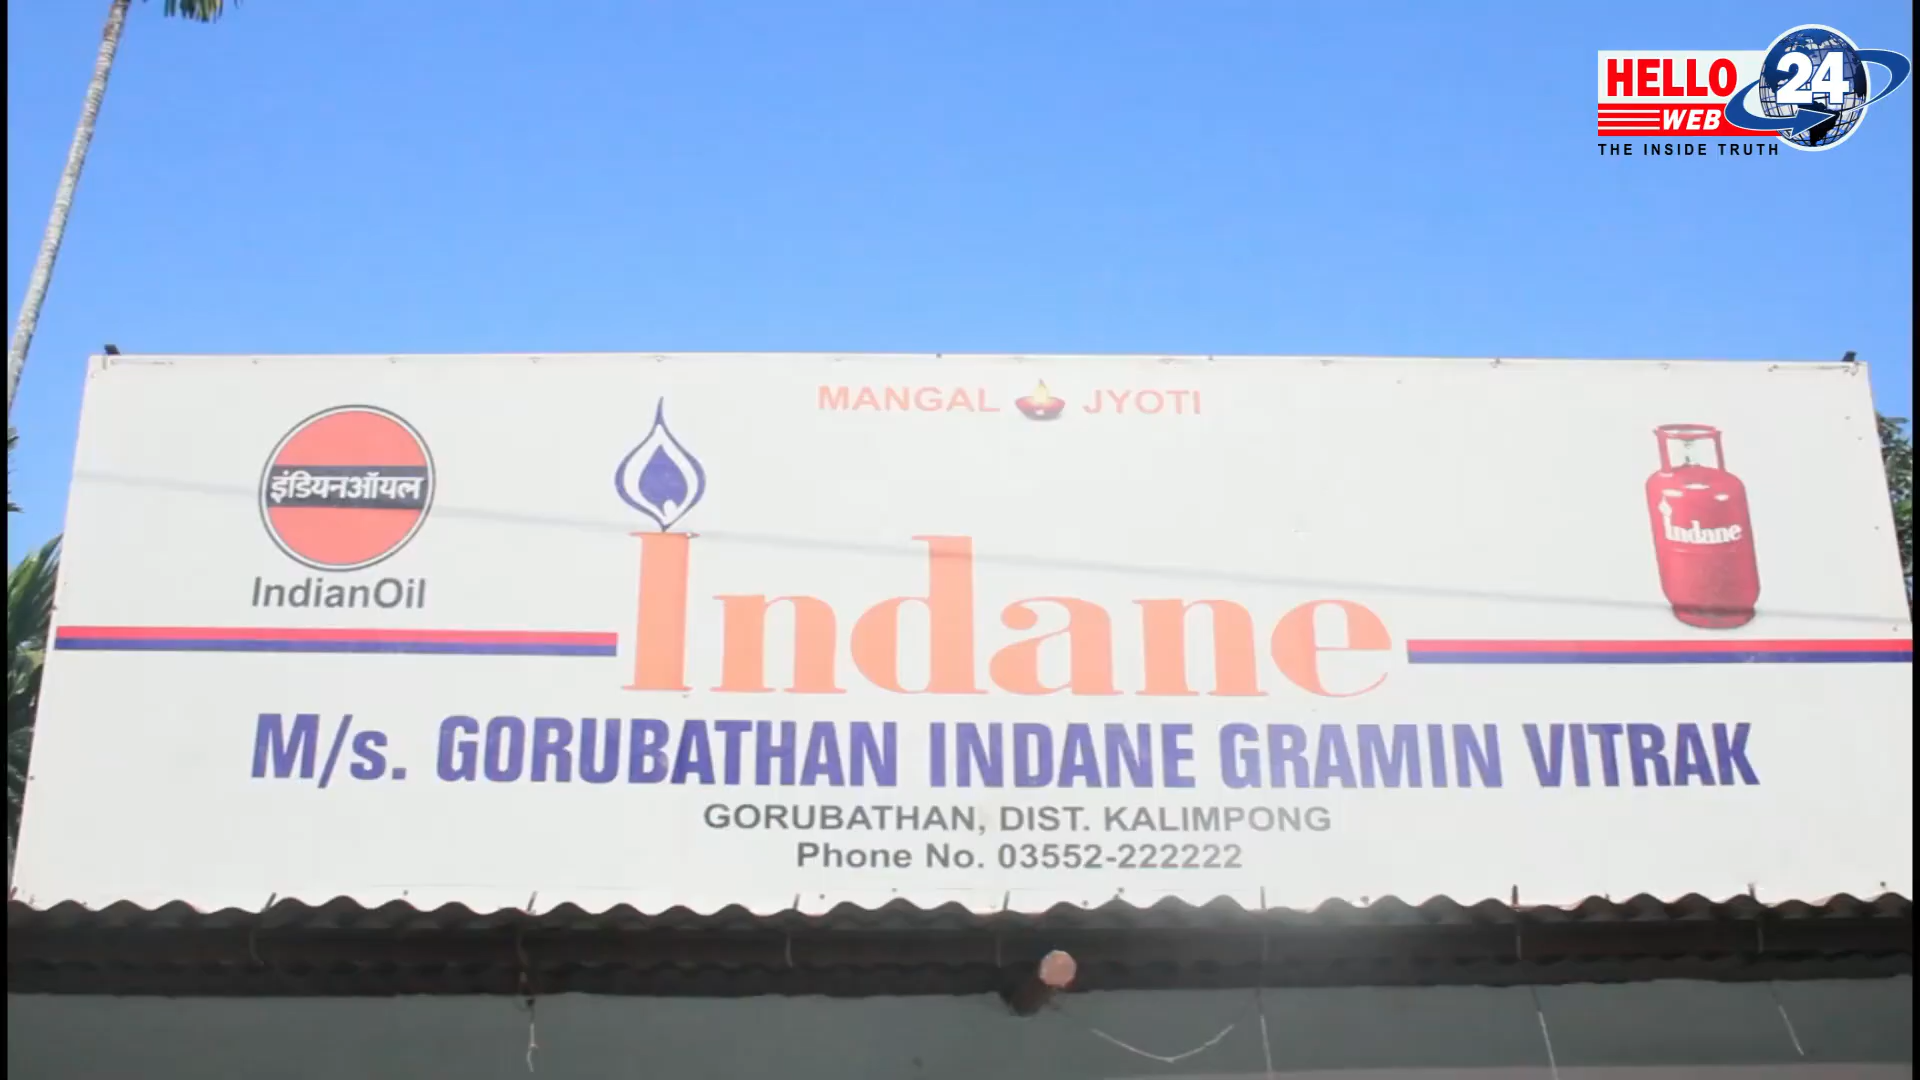 HELLO
24
WEB
THE INSIDE TRUTH
MANGAL JYOTI
इंडियनऑयल
IndianOil
Indane
Indane
M/s. GORUBATHAN INDANE GRAMIN VITRAK
GORUBATHAN, DIST. KALIMPONG
Phone No. 03552-222222